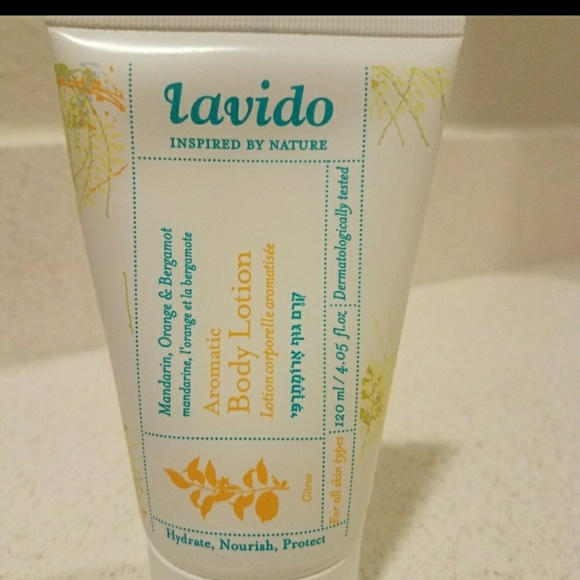 lavido
INSPIRED BY NATURE
Mandarin, Orange & Bergamot
mandarine, l'orange et la bergamote
Aromatic
Body Lotion
Lotion corporelle aromatisée
קרם גוף ארומתרפי
Dermatologically tested
120 ml / 4.05 fl.oz
For all skin types
Citrus
Hydrate, Nourish, Protect